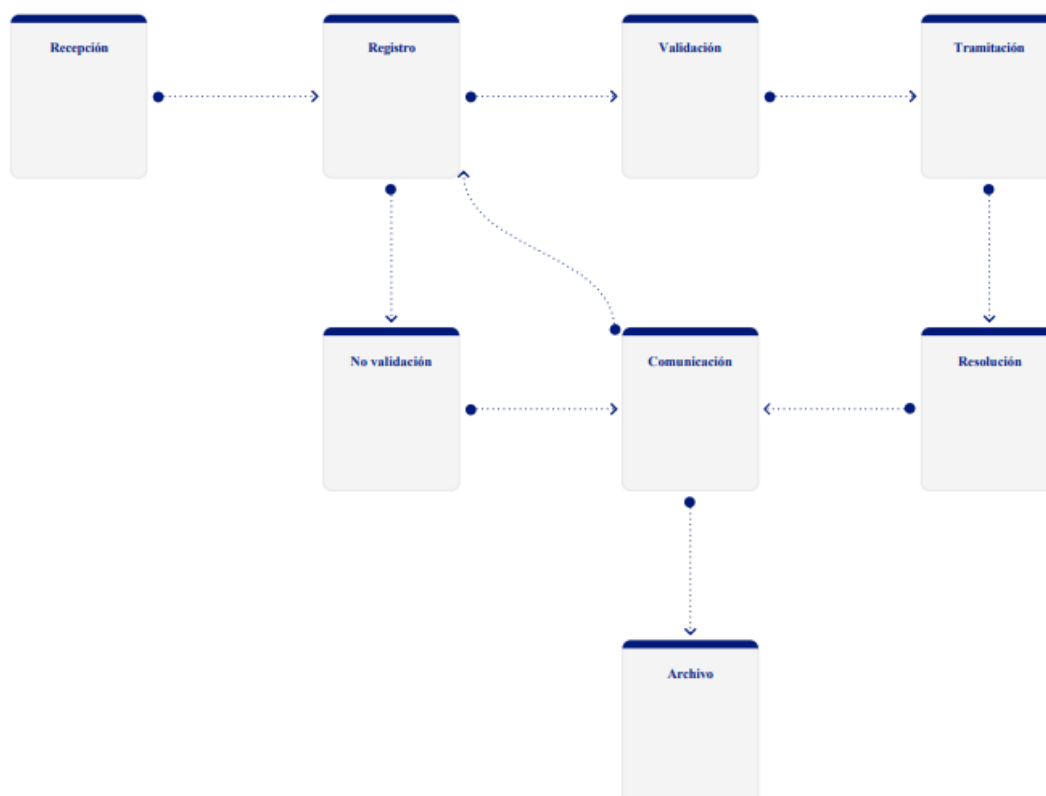 Recepción
Registro
Validación
Tramitación
No validación
Comunicación
Resolución
Archivo